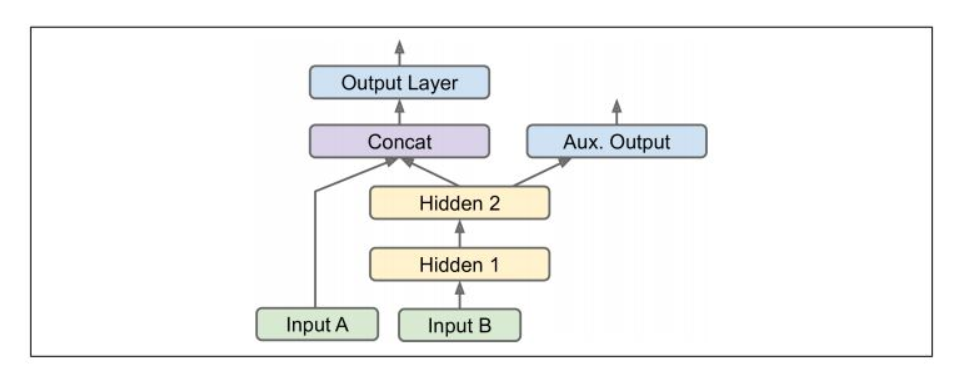 Output Layer
Concat
Aux. Output
Hidden 2
Hidden 1
Input A
Input B